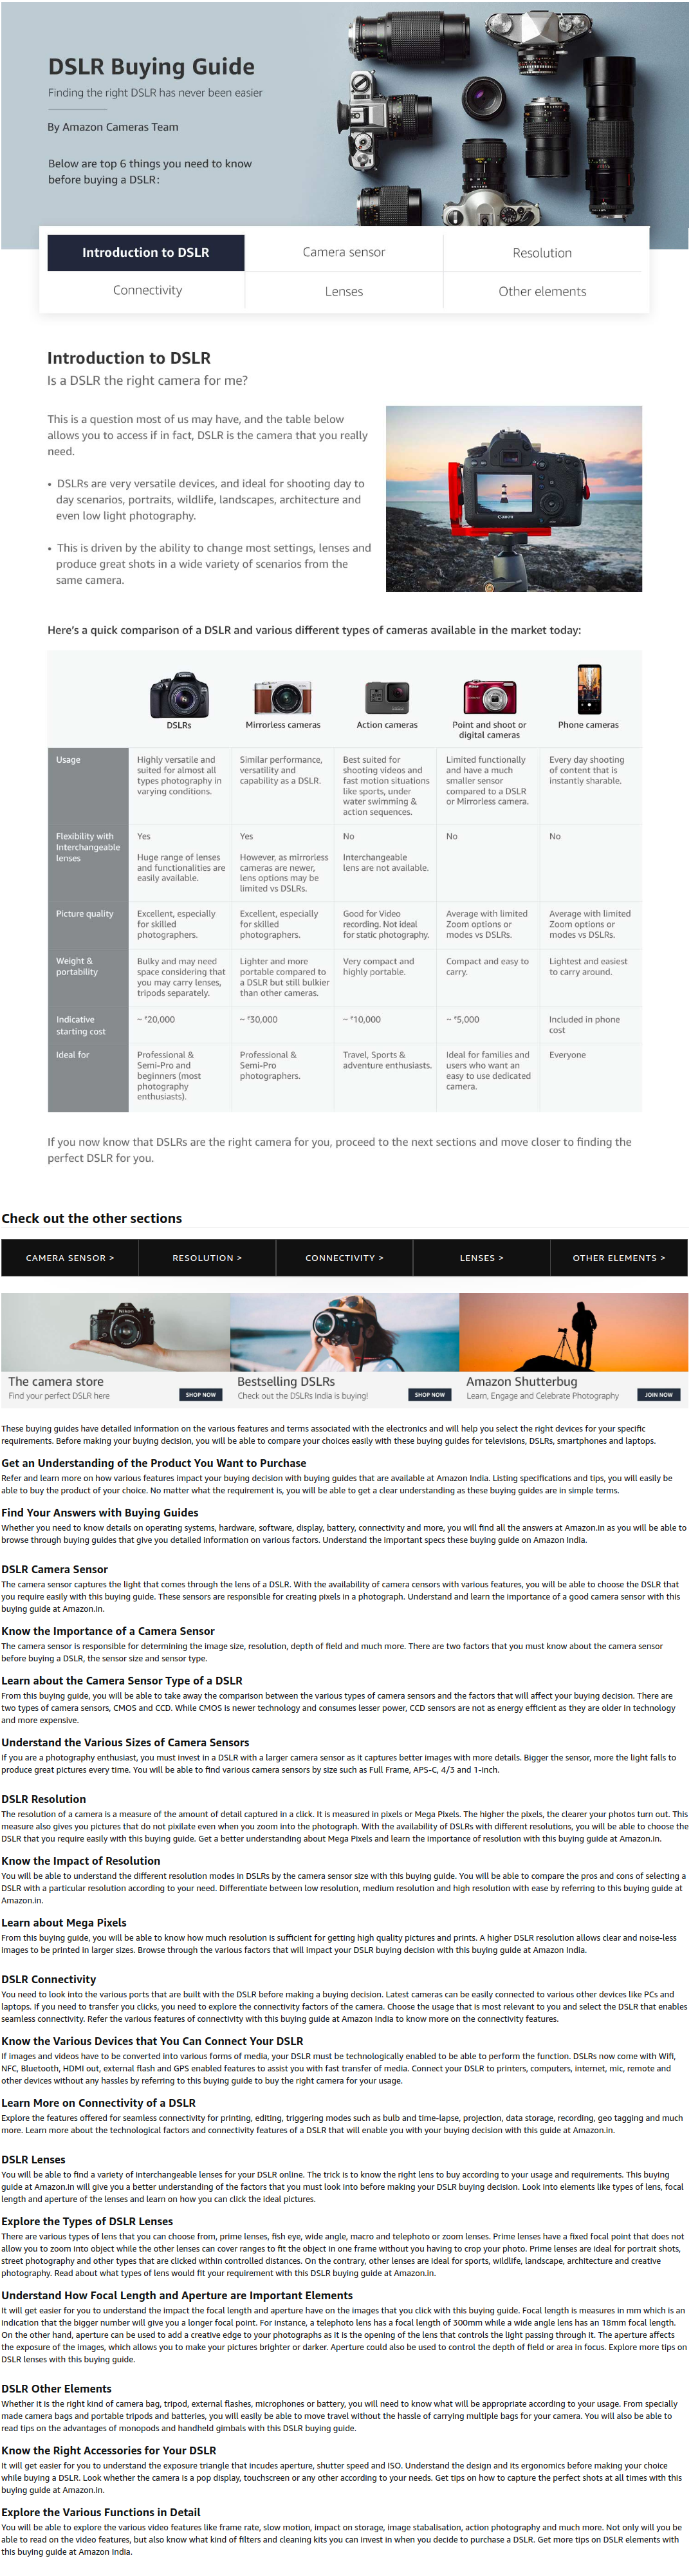 DSLR Buying Guide
Finding the right DSLR has never been easier
By Amazon Cameras Team
Below are top 6 things you need to know
before buying a DSLR:
Introduction to DSLR
Camera sensor
Resolution
Connectivity
Lenses
Other elements
Introduction to DSLR
Is a DSLR the right camera for me?
This is a question most of us may have, and the table below
allows you to access if in fact, DSLR is the camera that you really
need.
• DSLRs are very versatile devices, and ideal for shooting day to
day scenarios, portraits, wildlife, landscapes, architecture and
even low light photography.
• This is driven by the ability to change most settings, lenses and
produce great shots in a wide variety of scenarios from the
same camera.
Canon
Here's a quick comparison of a DSLR and various different types of cameras available in the market today:
DSLRs
Mirrorless cameras
Action cameras
Point and shoot or
digital cameras
Phone cameras
Usage
Highly versatile and
suited for almost all
types photography in
varying conditions.
Similar performance,
versatility and
capability as a DSLR.
Best suited for
shooting videos and
fast motion situations
like sports, under
water swimming &
action sequences.
Limited functionally
and have a much
smaller sensor
compared to a DSLR
or Mirrorless camera.
Every day shooting
of content that is
instantly sharable.
Flexibility with
Interchangeable
lenses
Yes
Huge range of lenses
and functionalities are
easily available.
Yes
However, as mirrorless
cameras are newer,
lens options may be
limited vs DSLRs.
No
Interchangeable
lens are not available.
No
No
Picture quality
Excellent, especially
for skilled
photographers.
Excellent, especially
for skilled
photographers.
Good for Video
recording. Not ideal
for static photography.
Average with limited
Zoom options or
modes vs DSLRs.
Average with limited
Zoom options or
modes vs DSLRs.
Weight &
portability
Bulky and may need
space considering that
you may carry lenses,
tripods separately.
Lighter and more
portable compared to
a DSLR but still bulkier
than other cameras.
Very compact and
highly portable.
Compact and easy to
carry.
Lightest and easiest
to carry around.
Indicative
starting cost
~ ₹20,000
~ ₹30,000
~ ₹10,000
~ ₹5,000
Included in phone
cost
Ideal for
Professional &
Semi-Pro and
beginners (most
photography
enthusiasts).
Professional &
Semi-Pro
photographers.
Travel, Sports &
adventure enthusiasts.
Ideal for families and
users who want an
easy to use dedicated
camera.
Everyone
If you now know that DSLRs are the right camera for you, proceed to the next sections and move closer to finding the
perfect DSLR for you.
Check out the other sections
CAMERA SENSOR >
RESOLUTION >
CONNECTIVITY >
LENSES >
OTHER ELEMENTS >
Nikon
The camera store
Find your perfect DSLR here
SHOP NOW
Bestselling DSLRs
Check out the DSLRs India is buying!
SHOP NOW
Amazon Shutterbug
Learn, Engage and Celebrate Photography
JOIN NOW
These buying guides have detailed information on the various features and terms associated with the electronics and will help you select the right devices for your specific
requirements. Before making your buying decision, you will be able to compare your choices easily with these buying guides for televisions, DSLRs, smartphones and laptops.
Get an Understanding of the Product You Want to Purchase
Refer and learn more on how various features impact your buying decision with buying guides that are available at Amazon India. Listing specifications and tips, you will easily be
able to buy the product of your choice. No matter what the requirement is, you will be able to get a clear understanding as these buying guides are in simple terms.
Find Your Answers with Buying Guides
Whether you need to know details on operating systems, hardware, software, display, battery, connectivity and more, you will find all the answers at Amazon.in as you will be able to
browse through buying guides that give you detailed information on various factors. Understand the important specs these buying guide on Amazon India.
DSLR Camera Sensor
The camera sensor captures the light that comes through the lens of a DSLR. With the availability of camera censors with various features, you will be able to choose the DSLR that
you require easily with this buying guide. These sensors are responsible for creating pixels in a photograph. Understand and learn the importance of a good camera sensor with this
buying guide at Amazon.in.
Know the Importance of a Camera Sensor
The camera sensor is responsible for determining the image size, resolution, depth of field and much more. There are two factors that you must know about the camera sensor
before buying a DSLR, the sensor size and sensor type.
Learn about the Camera Sensor Type of a DSLR
From this buying guide, you will be able to take away the comparison between the various types of camera sensors and the factors that will affect your buying decision. There are
two types of camera sensors, CMOS and CCD. While CMOS is newer technology and consumes lesser power, CCD sensors are not as energy efficient as they are older in technology
and more expensive.
Understand the Various Sizes of Camera Sensors
If you are a photography enthusiast, you must invest in a DSLR with a larger camera sensor as it captures better images with more details. Bigger the sensor, more the light falls to
produce great pictures every time. You will be able to find various camera sensors by size such as Full Frame, APS-C, 4/3 and 1-inch.
DSLR Resolution
The resolution of a camera is a measure of the amount of detail captured in a click. It is measured in pixels or Mega Pixels. The higher the pixels, the clearer your photos turn out. This
measure also gives you pictures that do not pixilate even when you zoom into the photograph. With the availability of DSLRs with different resolutions, you will be able to choose the
DSLR that you require easily with this buying guide. Get a better understanding about Mega Pixels and learn the importance of resolution with this buying guide at Amazon.in.
Know the Impact of Resolution
You will be able to understand the different resolution modes in DSLRs by the camera sensor size with this buying guide. You will be able to compare the pros and cons of selecting a
DSLR with a particular resolution according to your need. Differentiate between low resolution, medium resolution and high resolution with ease by referring to this buying guide at
Amazon.in.
Learn about Mega Pixels
From this buying guide, you will be able to know how much resolution is sufficient for getting high quality pictures and prints. A higher DSLR resolution allows clear and noise-less
images to be printed in larger sizes. Browse through the various factors that will impact your DSLR buying decision with this buying guide at Amazon India.
DSLR Connectivity
You need to look into the various ports that are built with the DSLR before making a buying decision. Latest cameras can be easily connected to various other devices like PCs and
laptops. If you need to transfer you clicks, you need to explore the connectivity factors of the camera. Choose the usage that is most relevant to you and select the DSLR that enables
seamless connectivity. Refer the various features of connectivity with this buying guide at Amazon India to know more on the connectivity features.
Know the Various Devices that You Can Connect Your DSLR
If images and videos have to be converted into various forms of media, your DSLR must be technologically enabled to be able to perform the function. DSLRs now come with Wifi,
NFC, Bluetooth, HDMI out, external flash and GPS enabled features to assist you with fast transfer of media. Connect your DSLR to printers, computers, internet, mic, remote and
other devices without any hassles by referring to this buying guide to buy the right camera for your usage.
Learn More on Connectivity of a DSLR
Explore the features offered for seamless connectivity for printing, editing, triggering modes such as bulb and time-lapse, projection, data storage, recording, geo tagging and much
more. Learn more about the technological factors and connectivity features of a DSLR that will enable you with your buying decision with this guide at Amazon.in.
DSLR Lenses
You will be able to find a variety of interchangeable lenses for your DSLR online. The trick is to know the right lens to buy according to your usage and requirements. This buying
guide at Amazon.in will give you a better understanding of the factors that you must look into before making your DSLR buying decision. Look into elements like types of lens, focal
length and aperture of the lenses and learn on how you can click the ideal pictures.
Explore the Types of DSLR Lenses
There are various types of lens that you can choose from, prime lenses, fish eye, wide angle, macro and telephoto or zoom lenses. Prime lenses have a fixed focal point that does not
allow you to zoom into object while the other lenses can cover ranges to fit the object in one frame without you having to crop your photo. Prime lenses are ideal for portrait shots,
street photography and other types that are clicked within controlled distances. On the contrary, other lenses are ideal for sports, wildlife, landscape, architecture and creative
photography. Read about what types of lens would fit your requirement with this DSLR buying guide at Amazon.in.
Understand How Focal Length and Aperture are Important Elements
It will get easier for you to understand the impact the focal length and aperture have on the images that you click with this buying guide. Focal length is measures in mm which is an
indication that the bigger number will give you a longer focal point. For instance, a telephoto lens has a focal length of 300mm while a wide angle lens has an 18mm focal length.
On the other hand, aperture can be used to add a creative edge to your photographs as it is the opening of the lens that controls the light passing through it. The aperture affects
the exposure of the images, which allows you to make your pictures brighter or darker. Aperture could also be used to control the depth of field or area in focus. Explore more tips on
DSLR lenses with this buying guide.
DSLR Other Elements
Whether it is the right kind of camera bag, tripod, external flashes, microphones or battery, you will need to know what will be appropriate according to your usage. From specially
made camera bags and portable tripods and batteries, you will easily be able to move travel without the hassle of carrying multiple bags for your camera. You will also be able to
read tips on the advantages of monopods and handheld gimbals with this DSLR buying guide.
Know the Right Accessories for Your DSLR
It will get easier for you to understand the exposure triangle that incudes aperture, shutter speed and ISO. Understand the design and its ergonomics before making your choice
while buying a DSLR. Look whether the camera is a pop display, touchscreen or any other according to your needs. Get tips on how to capture the perfect shots at all times with this
buying guide at Amazon.in.
Explore the Various Functions in Detail
You will be able to explore the various video features like frame rate, slow motion, impact on storage, image stabalisation, action photography and much more. Not only will you be
able to read on the video features, but also know what kind of filters and cleaning kits you can invest in when you decide to purchase a DSLR. Get more tips on DSLR elements with
this buying guide at Amazon India.